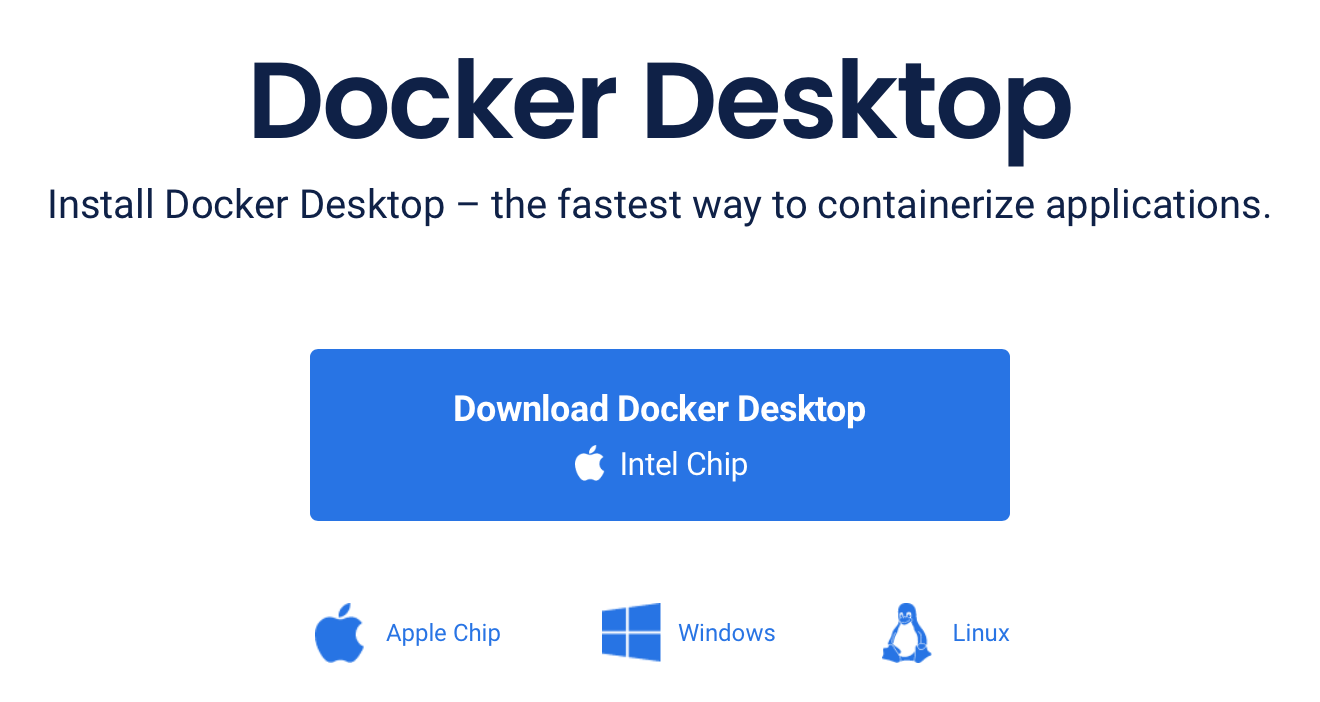 Docker Desktop
Install Docker Desktop – the fastest way to containerize applications.
Download Docker Desktop
Intel Chip
Apple Chip
Windows
Linux